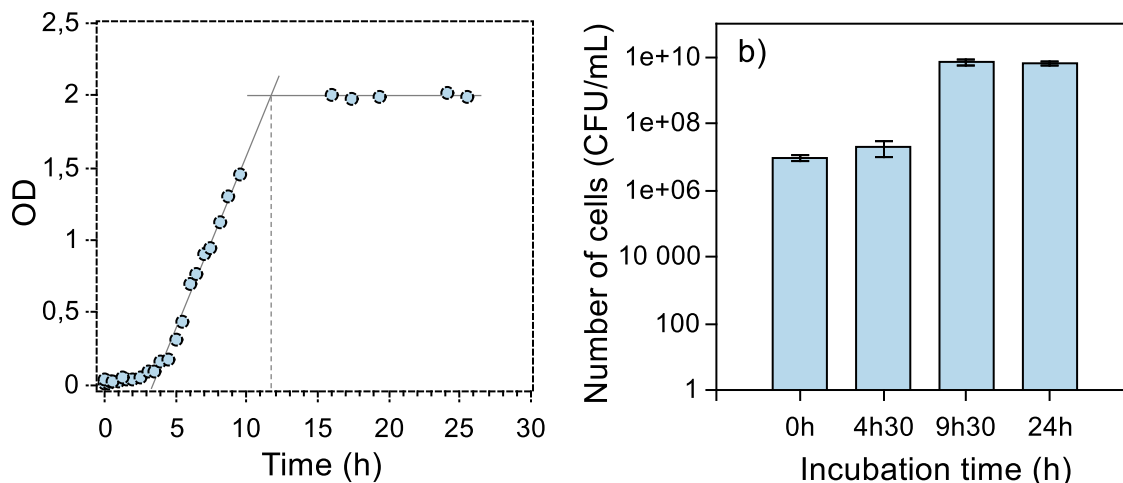 2,5
2
1,5
1
0,5
0
OD
0 5 10 15 20 25 30
Time (h)
b)
1e+10
1e+08
1e+06
10 000
100
1
Number of cells (CFU/mL)
0h 4h30 9h30 24h
Incubation time (h)